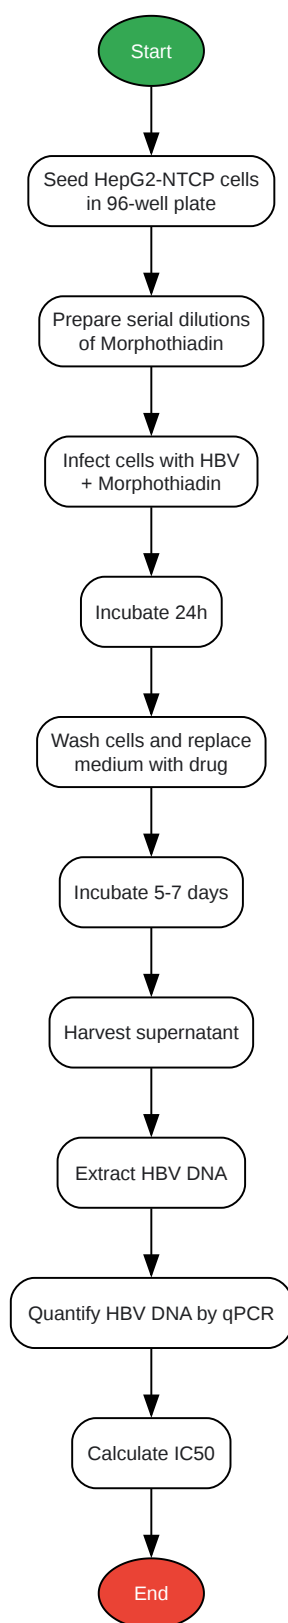 Start
Seed HepG2-NTCP cells
in 96-well plate
Prepare serial dilutions
of Morphothiadin
Infect cells with HBV
+ Morphothiadin
Incubate 24h
Wash cells and replace
medium with drug
Incubate 5-7 days
Harvest supernatant
Extract HBV DNA
Quantify HBV DNA by qPCR
Calculate IC50
End